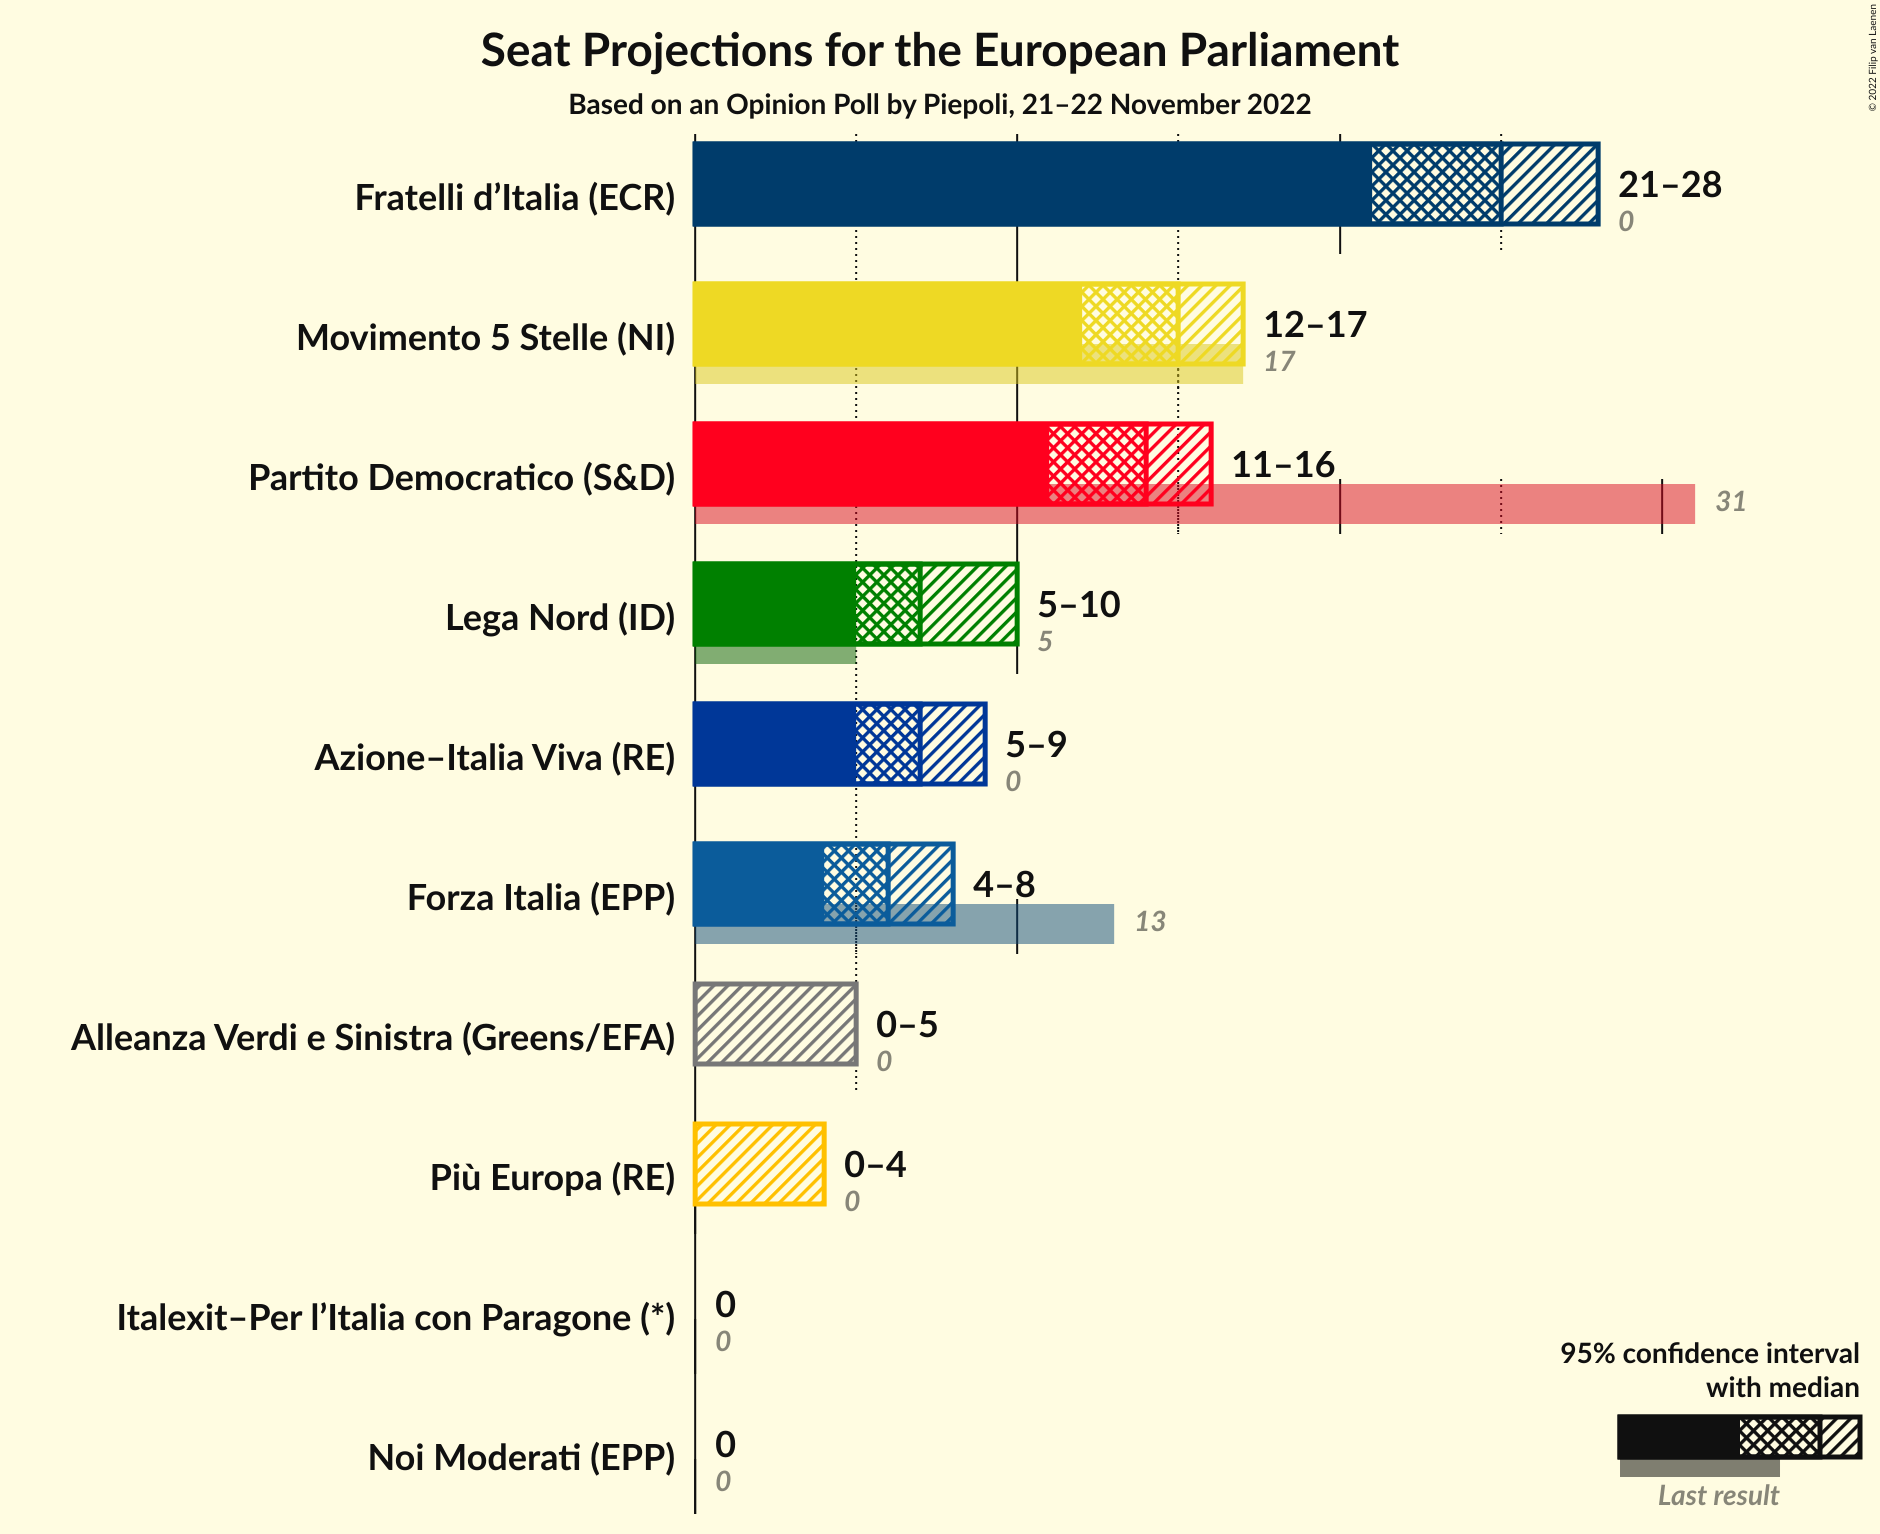 Seat Projections for the European Parliament
Based on an Opinion Poll by Piepoli, 21–22 November 2022
© 2022 Filip van Laenen
Fratelli d’Italia (ECR)
21–28
0
Movimento 5 Stelle (NI)
12–17
17
Partito Democratico (S&D)
11–16
31
Lega Nord (ID)
5–10
5
Azione–Italia Viva (RE)
5–9
0
Forza Italia (EPP)
4–8
13
Alleanza Verdi e Sinistra (Greens/EFA)
0–5
0
Più Europa (RE)
0–4
0
Italexit–Per l’Italia con Paragone (*)
0
0
Noi Moderati (EPP)
0
0
95% confidence interval
with median
Last result